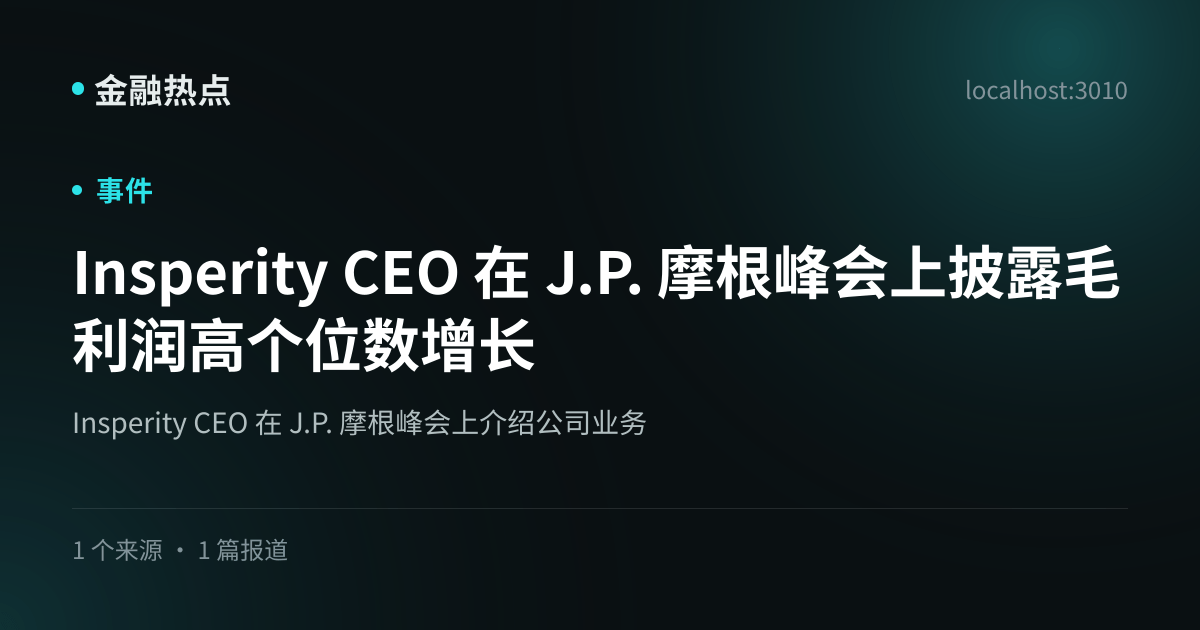 金融热点
localhost:3010
事件
Insperity CEO 在 J.P. 摩根峰会上披露毛
利润高个位数增长
Insperity CEO 在 J.P. 摩根峰会上介绍公司业务
1 个来源 · 1 篇报道